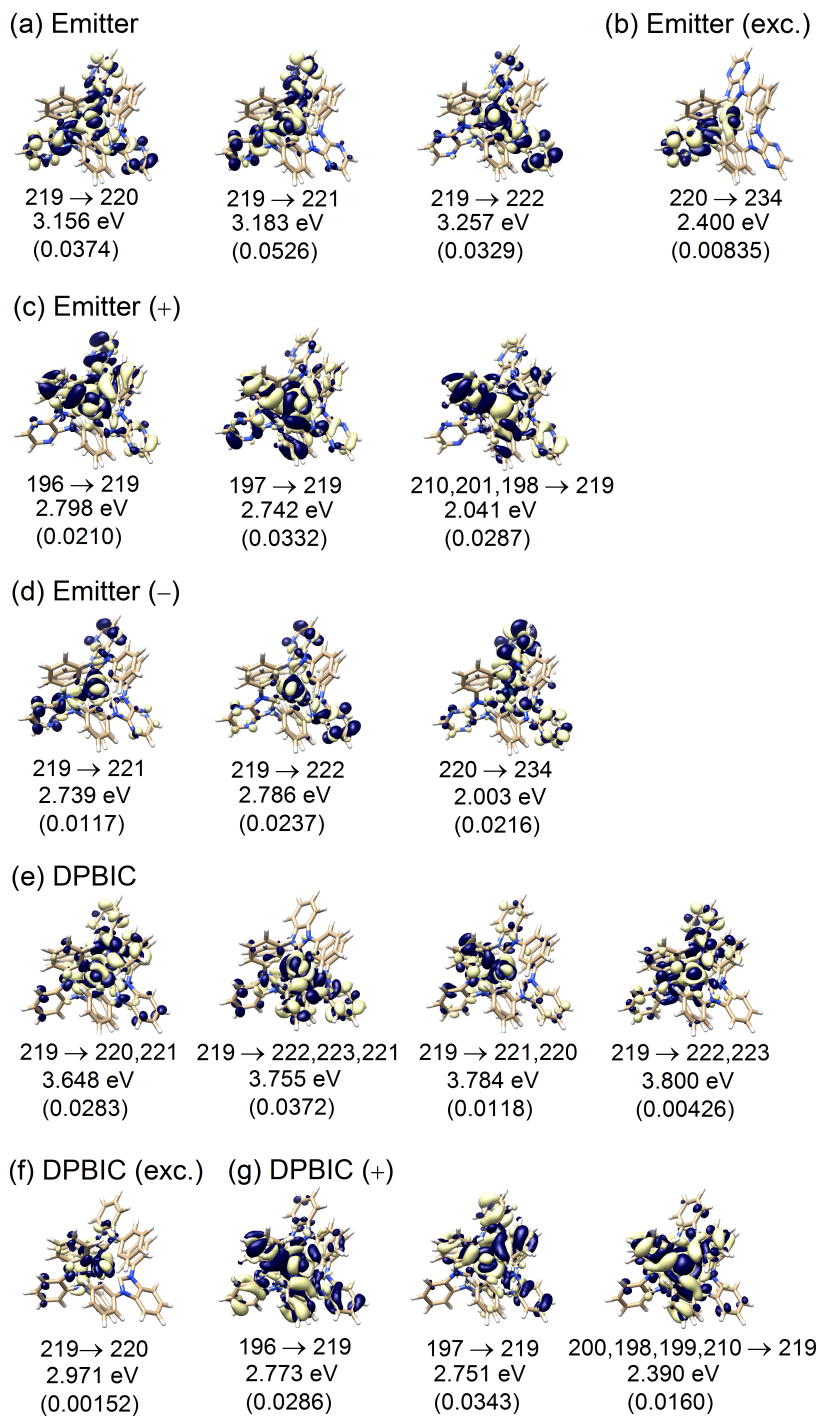 (a) Emitter
(b) Emitter (exc.)
219 → 220
219 → 221
219 → 222
220 → 234
3.156 eV
3.183 eV
3.257 eV
2.400 eV
(0.0374)
(0.0526)
(0.0329)
(0.00835)
(c) Emitter (+)
196 → 219
197 → 219
210,201,198 → 219
2.798 eV
2.742 eV
2.041 eV
(0.0210)
(0.0332)
(0.0287)
(d) Emitter (−)
219 → 221
219 → 222
220 → 234
2.739 eV
2.786 eV
2.003 eV
(0.0117)
(0.0237)
(0.0216)
(e) DPBIC
219 → 220,221
219 → 222,223,221
219 → 221,220
219 → 222,223
3.648 eV
3.755 eV
3.784 eV
3.800 eV
(0.0283)
(0.0372)
(0.0118)
(0.00426)
(f) DPBIC (exc.)
(g) DPBIC (+)
219→ 220
196 → 219
197 → 219
200,198,199,210 → 219
2.971 eV
2.773 eV
2.751 eV
2.390 eV
(0.00152)
(0.0286)
(0.0343)
(0.0160)